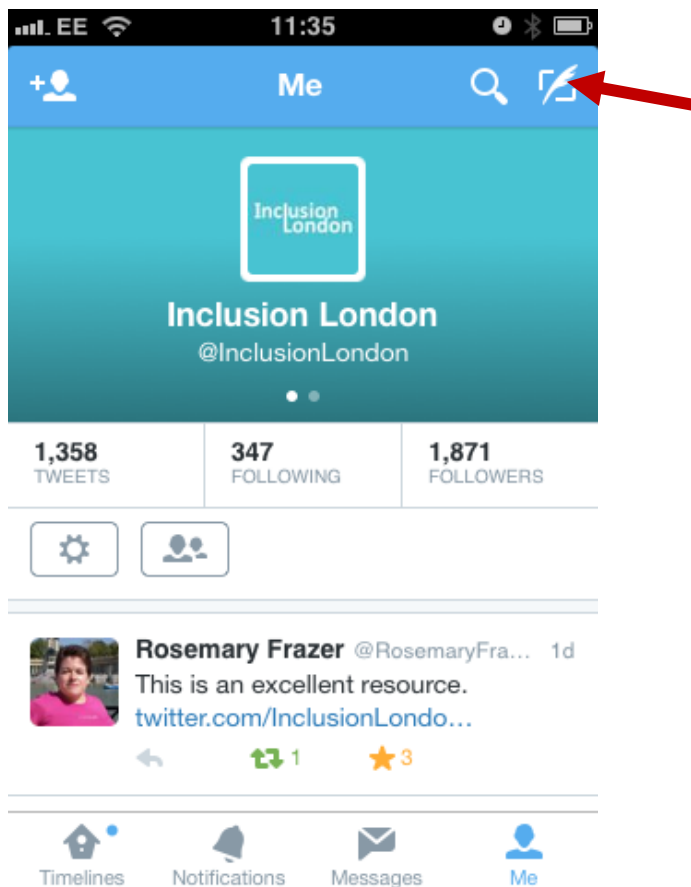 EE 11:35
Me
Inclusion
London
Inclusion London
@InclusionLondon
1,358 347 1,871
TWEETS FOLLOWING FOLLOWERS
Rosemary Frazer @RosemaryFra... 1d
This is an excellent resource.
twitter.com/InclusionLondo...
1 3
Timelines Notifications Messages Me